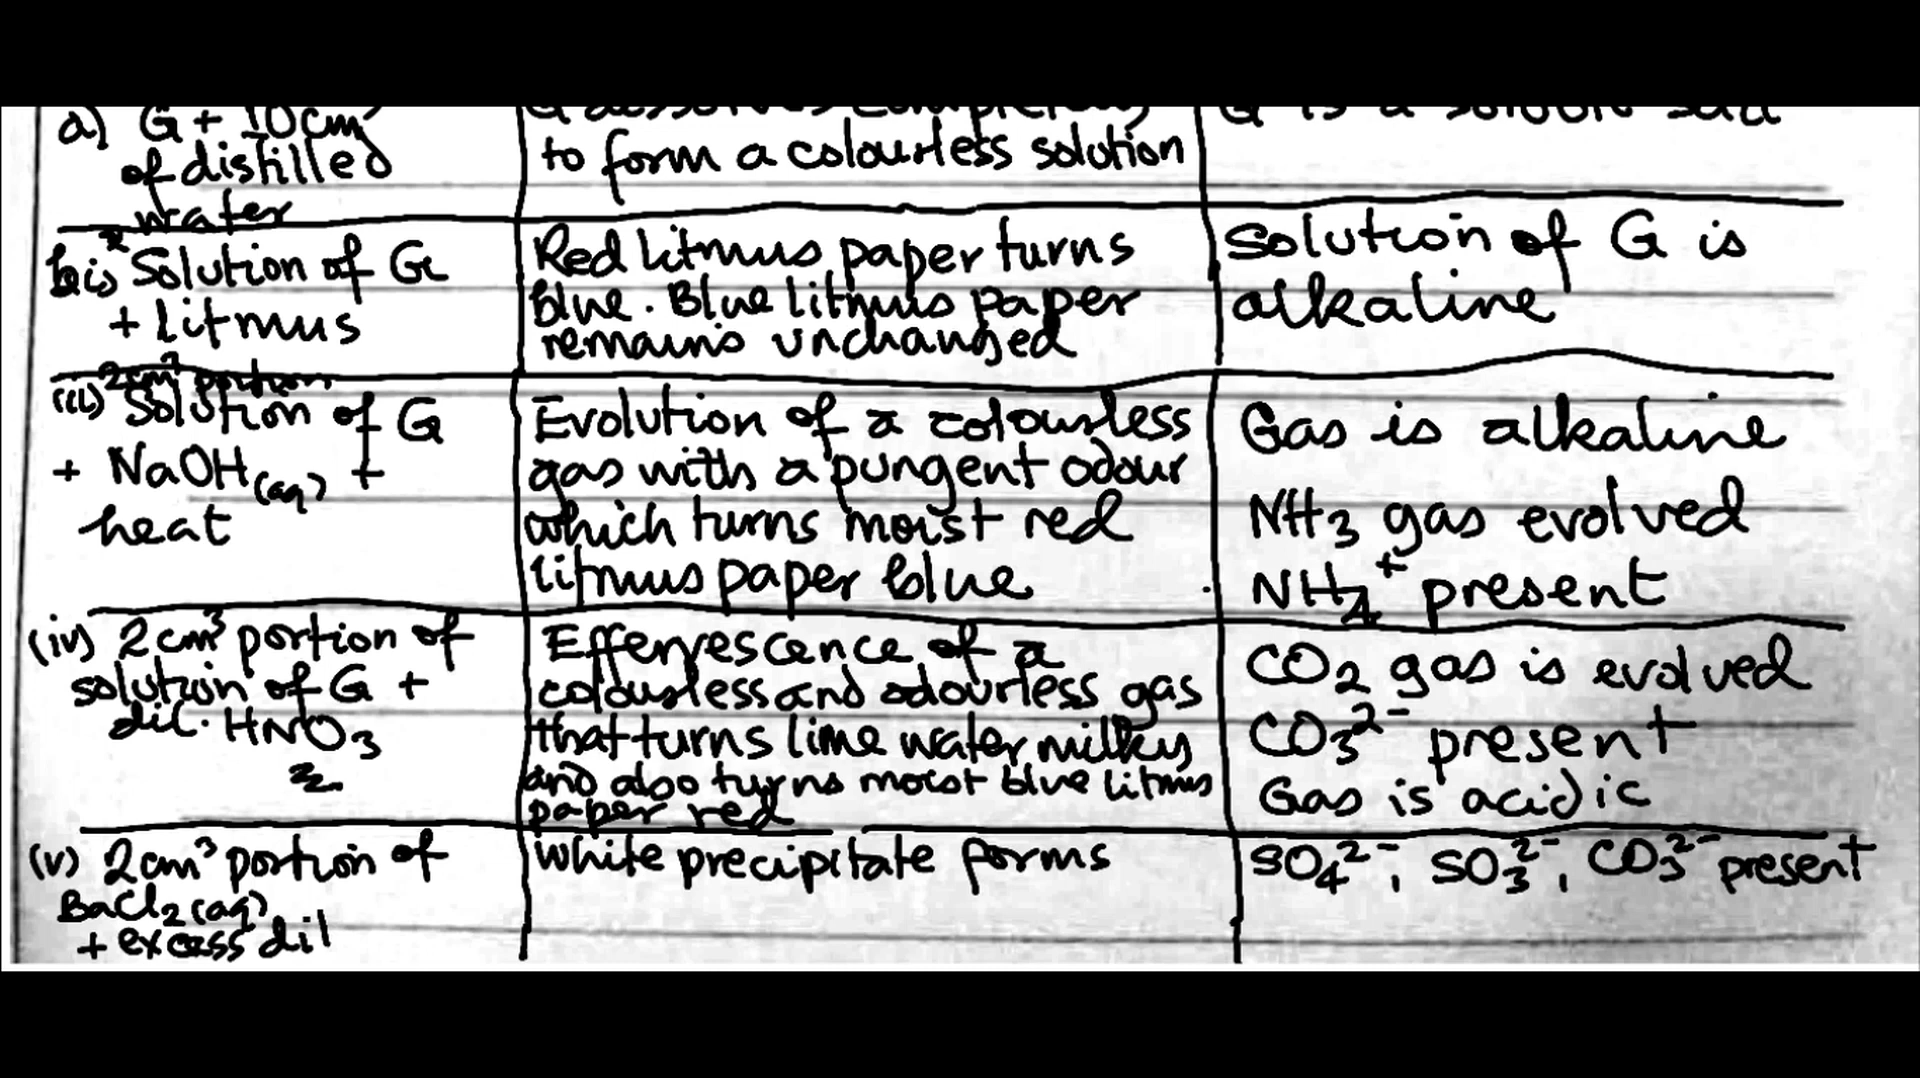 a) G + 10cm³
of distilled
water
G dissolves completely
to form a colourless solution
G is a soluble salt
b(i) Solution of G
+ litmus
Red litmus paper turns
blue. Blue litmus paper
remains unchanged
Solution of G is
alkaline
2cm³ portion
(ii) Solution of G
+ NaOH(aq) +
heat
Evolution of a colourless
gas with a pungent odour
which turns moist red
litmus paper blue
Gas is alkaline
NH₃ gas evolved
NH₄⁺ present
(iv) 2cm³ portion of
solution of G +
dil. HNO₃
Effervescence of a
colourless and odourless gas
that turns lime water milky
and also turns moist blue litmus
paper red
CO₂ gas is evolved
CO₃²⁻ present
Gas is acidic
(v) 2cm³ portion of
BaCl₂(aq)
+ excess dil
White precipitate forms
SO₄²⁻, SO₃²⁻, CO₃²⁻ present